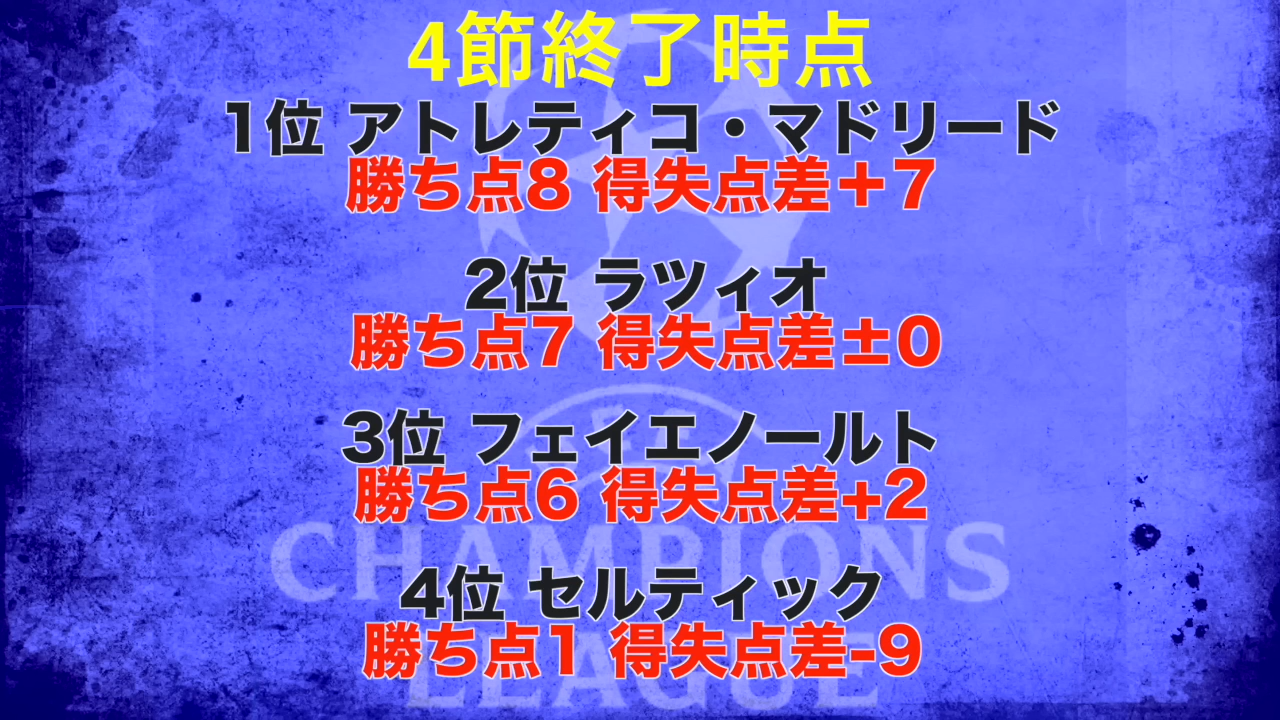 4節終了時点
1位 アトレティコ・マドリード
勝ち点8 得失点差＋7
2位 ラツィオ
勝ち点7 得失点差±0
3位 フェイエノールト
勝ち点6 得失点差+2
4位 セルティック
勝ち点1 得失点差-9
CHAMPIONS
LEAGUE